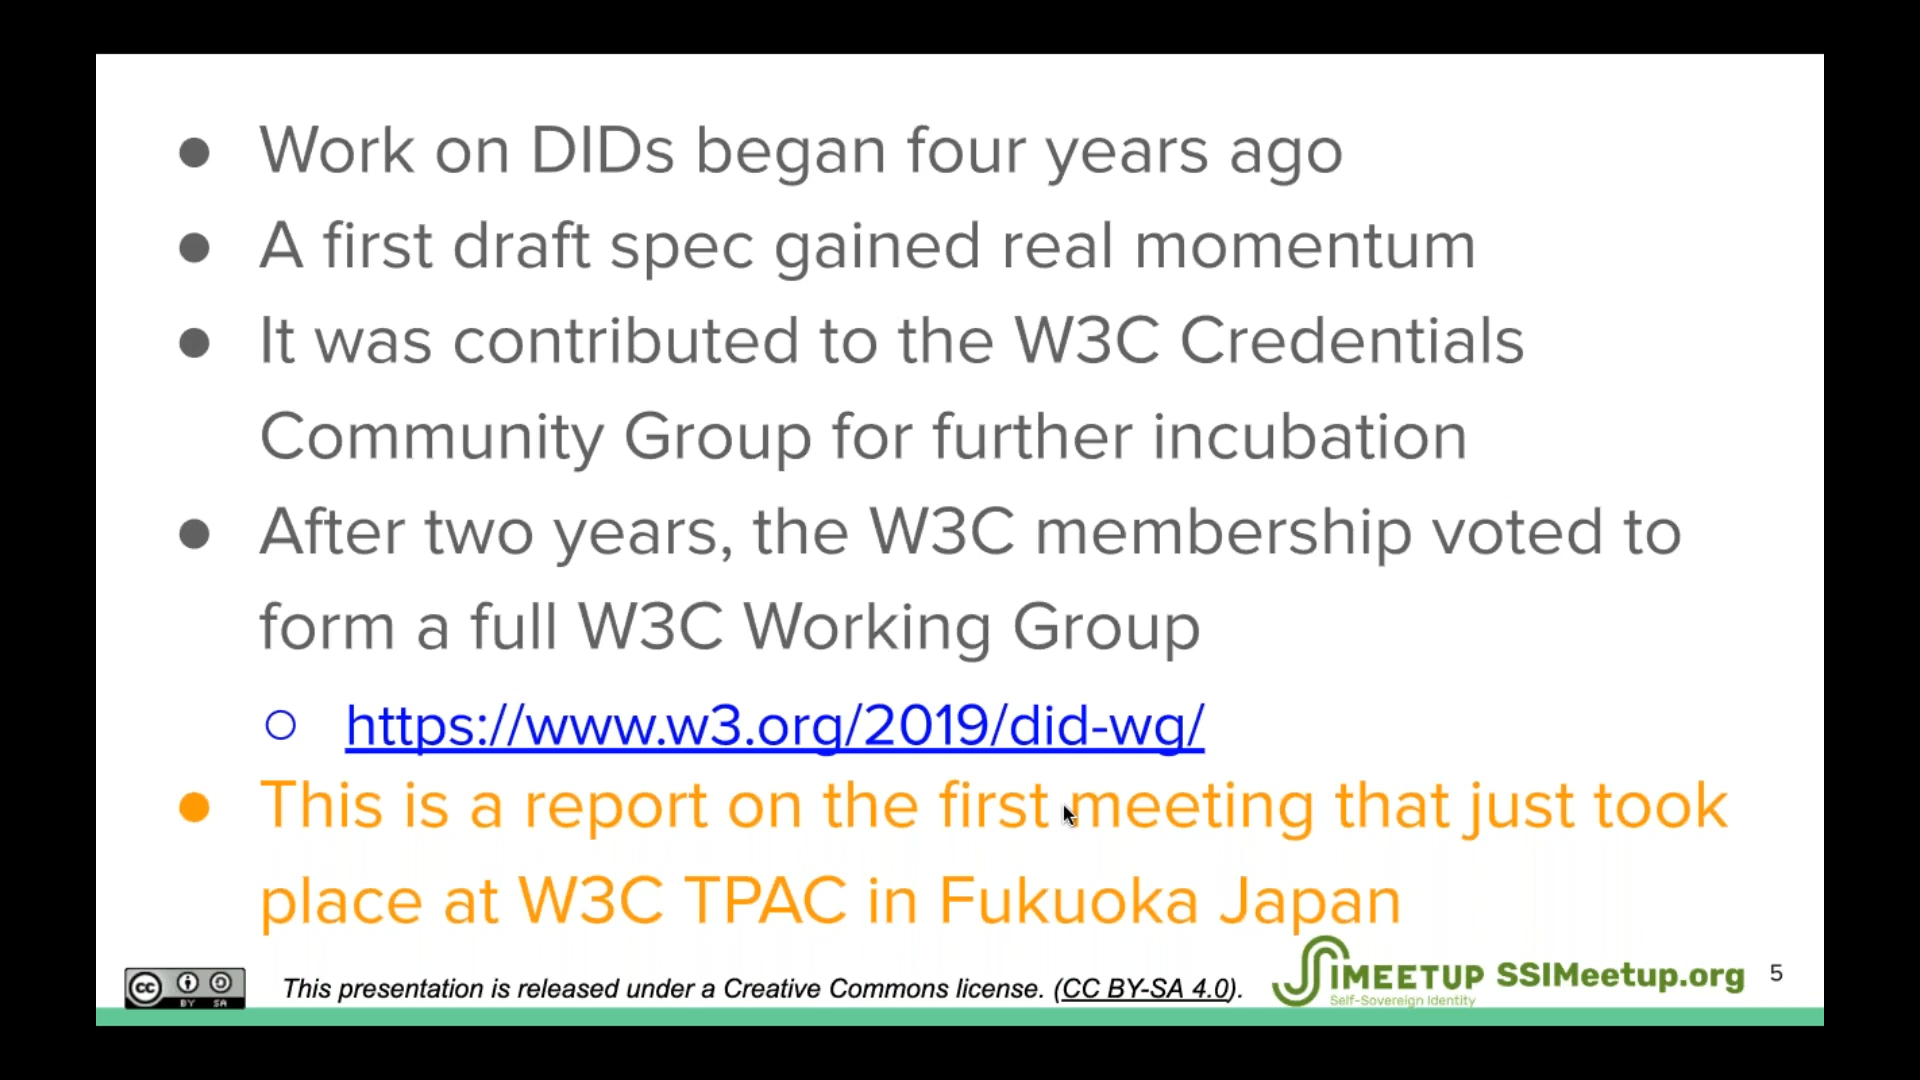 ● Work on DIDs began four years ago
● A first draft spec gained real momentum
● It was contributed to the W3C Credentials
Community Group for further incubation
● After two years, the W3C membership voted to
form a full W3C Working Group
○ https://www.w3.org/2019/did-wg/
● This is a report on the first meeting that just took
place at W3C TPAC in Fukuoka Japan
cc BY SA
This presentation is released under a Creative Commons license. (CC BY-SA 4.0).
SSIMEETUP
Self-Sovereign Identity
SSIMeetup.org
5